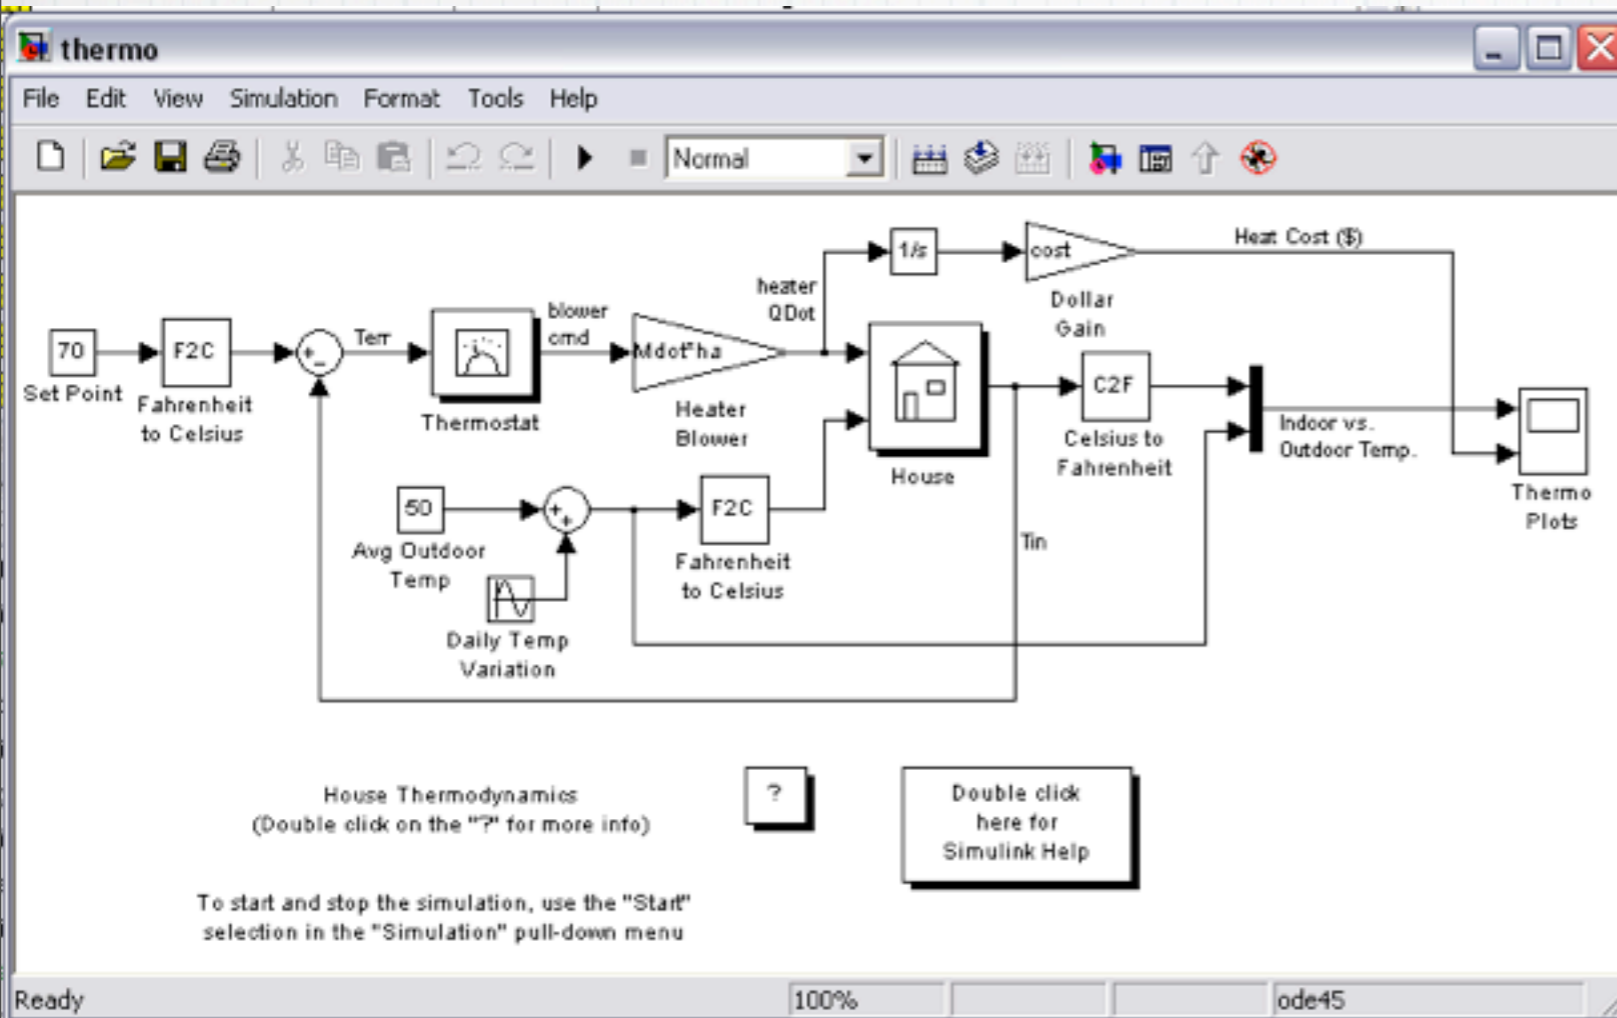 thermo
File Edit View Simulation Format Tools Help
Normal
Heat Cost ($)
1/s
cost
heater
QDot
Dollar
Gain
blower
cmd
Terr
70
F2C
+
-
Mdot*ha
C2F
Set Point
Fahrenheit
to Celsius
Thermostat
Heater
Blower
House
Celsius to
Fahrenheit
Indoor vs.
Outdoor Temp.
Thermo
Plots
50
+
+
F2C
Avg Outdoor
Temp
Fahrenheit
to Celsius
Tin
Daily Temp
Variation
House Thermodynamics
(Double click on the "?" for more info)
?
Double click
here for
Simulink Help
To start and stop the simulation, use the "Start"
selection in the "Simulation" pull-down menu
Ready
100%
ode45